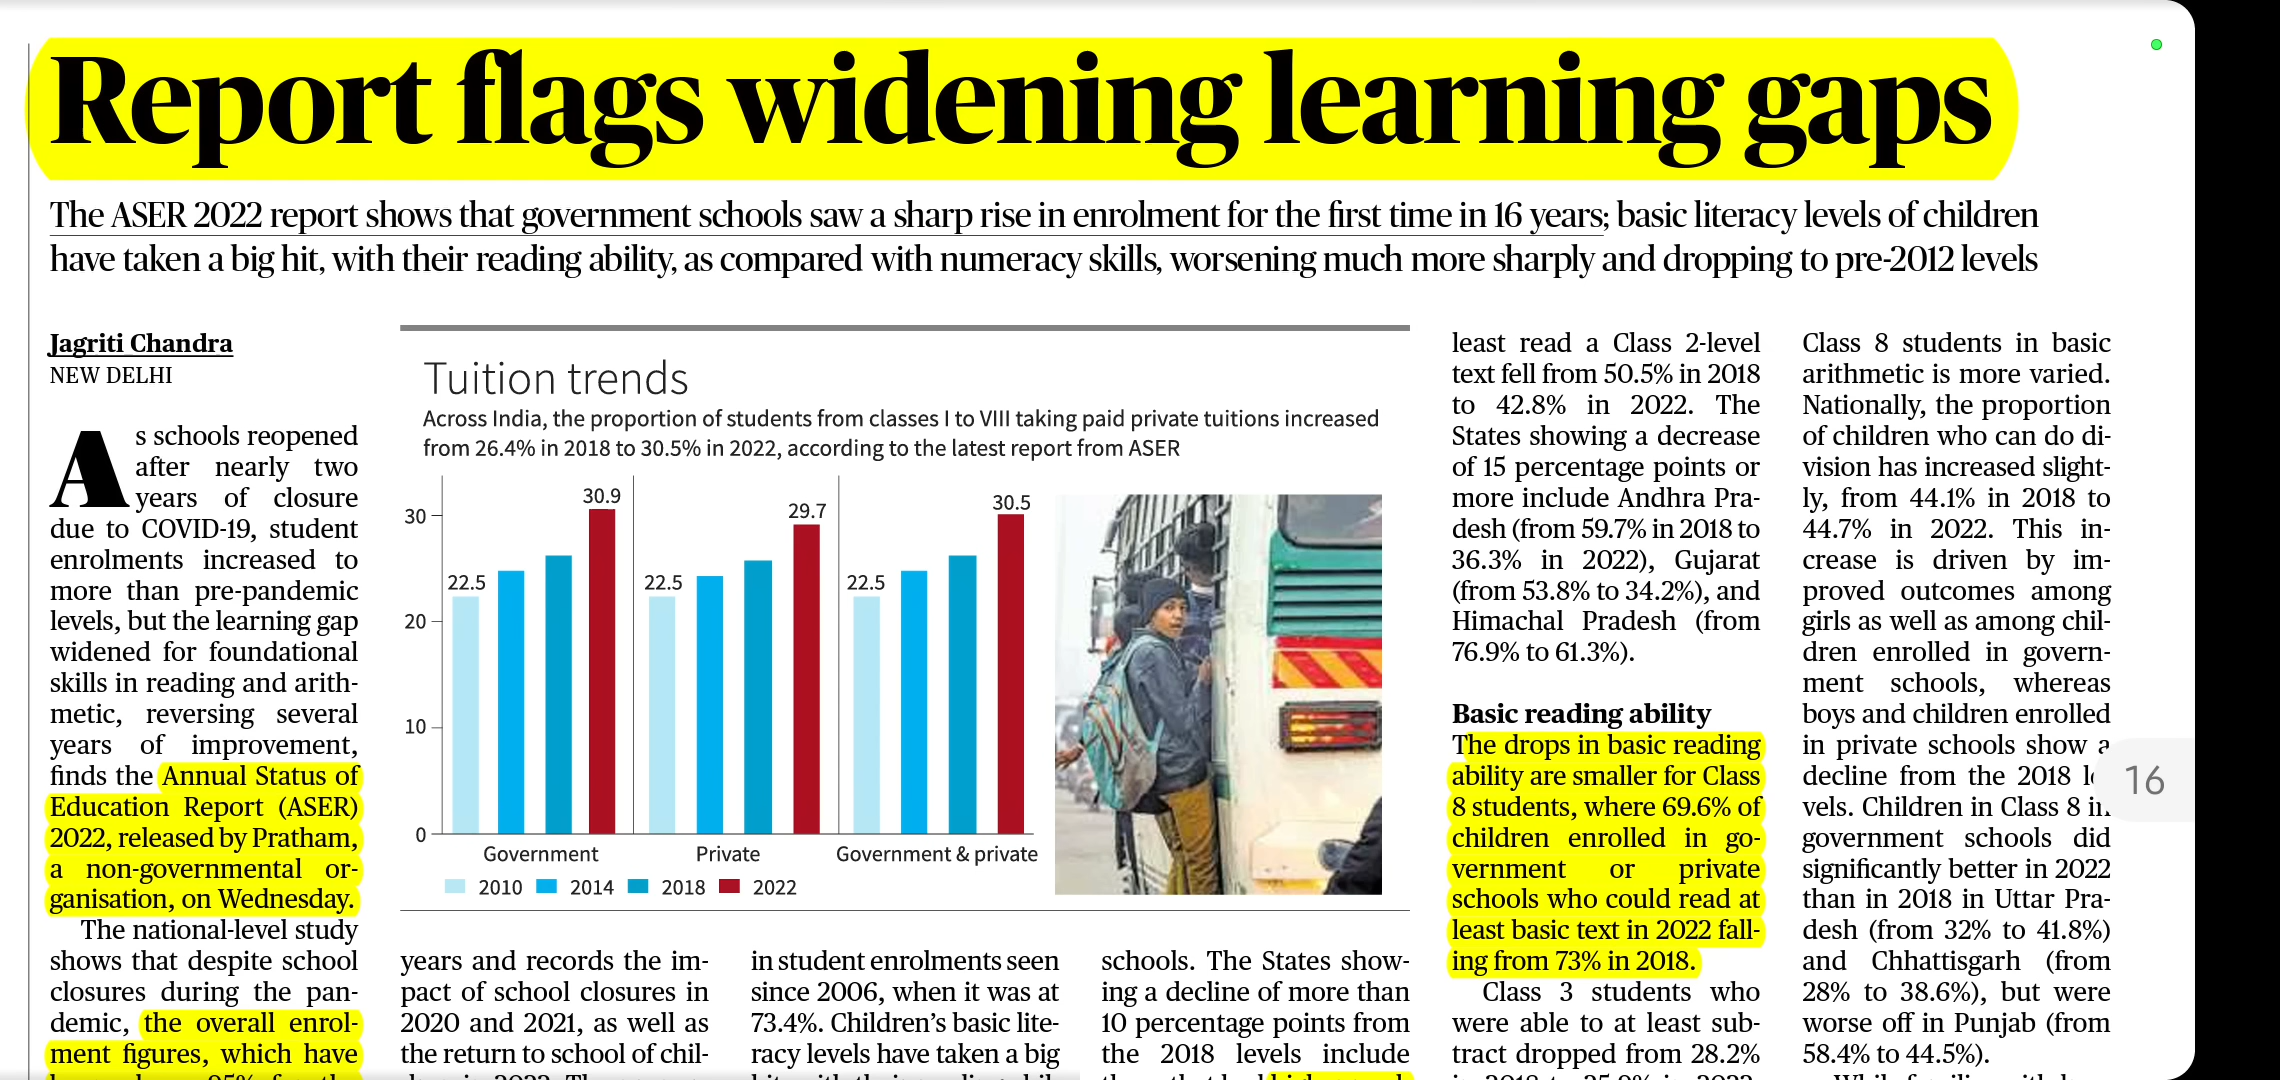 Report flags widening learning gaps
The ASER 2022 report shows that government schools saw a sharp rise in enrolment for the first time in 16 years; basic literacy levels of children
have taken a big hit, with their reading ability, as compared with numeracy skills, worsening much more sharply and dropping to pre-2012 levels
Jagriti Chandra
NEW DELHI
As schools reopened
after nearly two
years of closure
due to COVID-19, student
enrolments increased to
more than pre-pandemic
levels, but the learning gap
widened for foundational
skills in reading and arith-
metic, reversing several
years of improvement,
finds the Annual Status of
Education Report (ASER)
2022, released by Pratham,
a non-governmental or-
ganisation, on Wednesday.
The national-level study
shows that despite school
closures during the pan-
demic, the overall enrol-
ment figures, which have
Tuition trends
Across India, the proportion of students from classes I to VIII taking paid private tuitions increased
from 26.4% in 2018 to 30.5% in 2022, according to the latest report from ASER
30
20
10
0
22.5
30.9
22.5
29.7
22.5
30.5
Government
Private
Government & private
2010 2014 2018 2022
years and records the im-
pact of school closures in
2020 and 2021, as well as
the return to school of chil-
in student enrolments seen
since 2006, when it was at
73.4%. Children's basic lite-
racy levels have taken a big
schools. The States show-
ing a decline of more than
10 percentage points from
the 2018 levels include
least read a Class 2-level
text fell from 50.5% in 2018
to 42.8% in 2022. The
States showing a decrease
of 15 percentage points or
more include Andhra Pra-
desh (from 59.7% in 2018 to
36.3% in 2022), Gujarat
(from 53.8% to 34.2%), and
Himachal Pradesh (from
76.9% to 61.3%).
Basic reading ability
The drops in basic reading
ability are smaller for Class
8 students, where 69.6% of
children enrolled in go-
vernment or private
schools who could read at
least basic text in 2022 fall-
ing from 73% in 2018.
Class 3 students who
were able to at least sub-
tract dropped from 28.2%
Class 8 students in basic
arithmetic is more varied.
Nationally, the proportion
of children who can do di-
vision has increased slight-
ly, from 44.1% in 2018 to
44.7% in 2022. This in-
crease is driven by im-
proved outcomes among
girls as well as among chil-
dren enrolled in govern-
ment schools, whereas
boys and children enrolled
in private schools show a
decline from the 2018 le-
vels. Children in Class 8 in
government schools did
significantly better in 2022
than in 2018 in Uttar Pra-
desh (from 32% to 41.8%)
and Chhattisgarh (from
28% to 38.6%), but were
worse off in Punjab (from
58.4% to 44.5%).
16